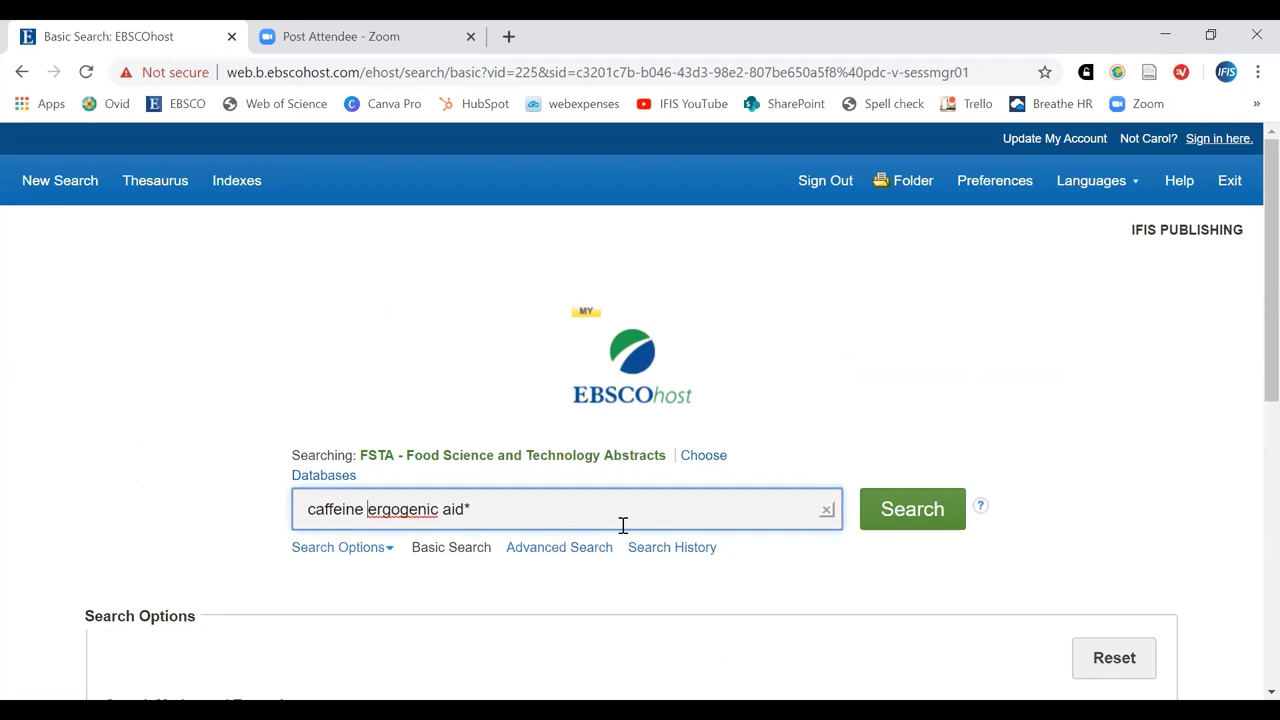 Basic Search: EBSCOhost
Post Attendee - Zoom
Not secure
web.b.ebscohost.com/ehost/search/basic?vid=225&sid=c3201c7b-b046-43d3-98e2-807be650a5f8%40pdc-v-sessmgr01
IFIS
Apps Ovid EBSCO Web of Science Canva Pro HubSpot webexpenses IFIS YouTube SharePoint Spell check Trello Breathe HR Zoom »
Update My Account Not Carol? Sign in here.
New Search Thesaurus Indexes Sign Out Folder Preferences Languages Help Exit
IFIS PUBLISHING
MY
EBSCOhost
Searching: FSTA - Food Science and Technology Abstracts | Choose
Databases
caffeine ergogenic aid*
Search
?
Search Options Basic Search Advanced Search Search History
Search Options
Reset